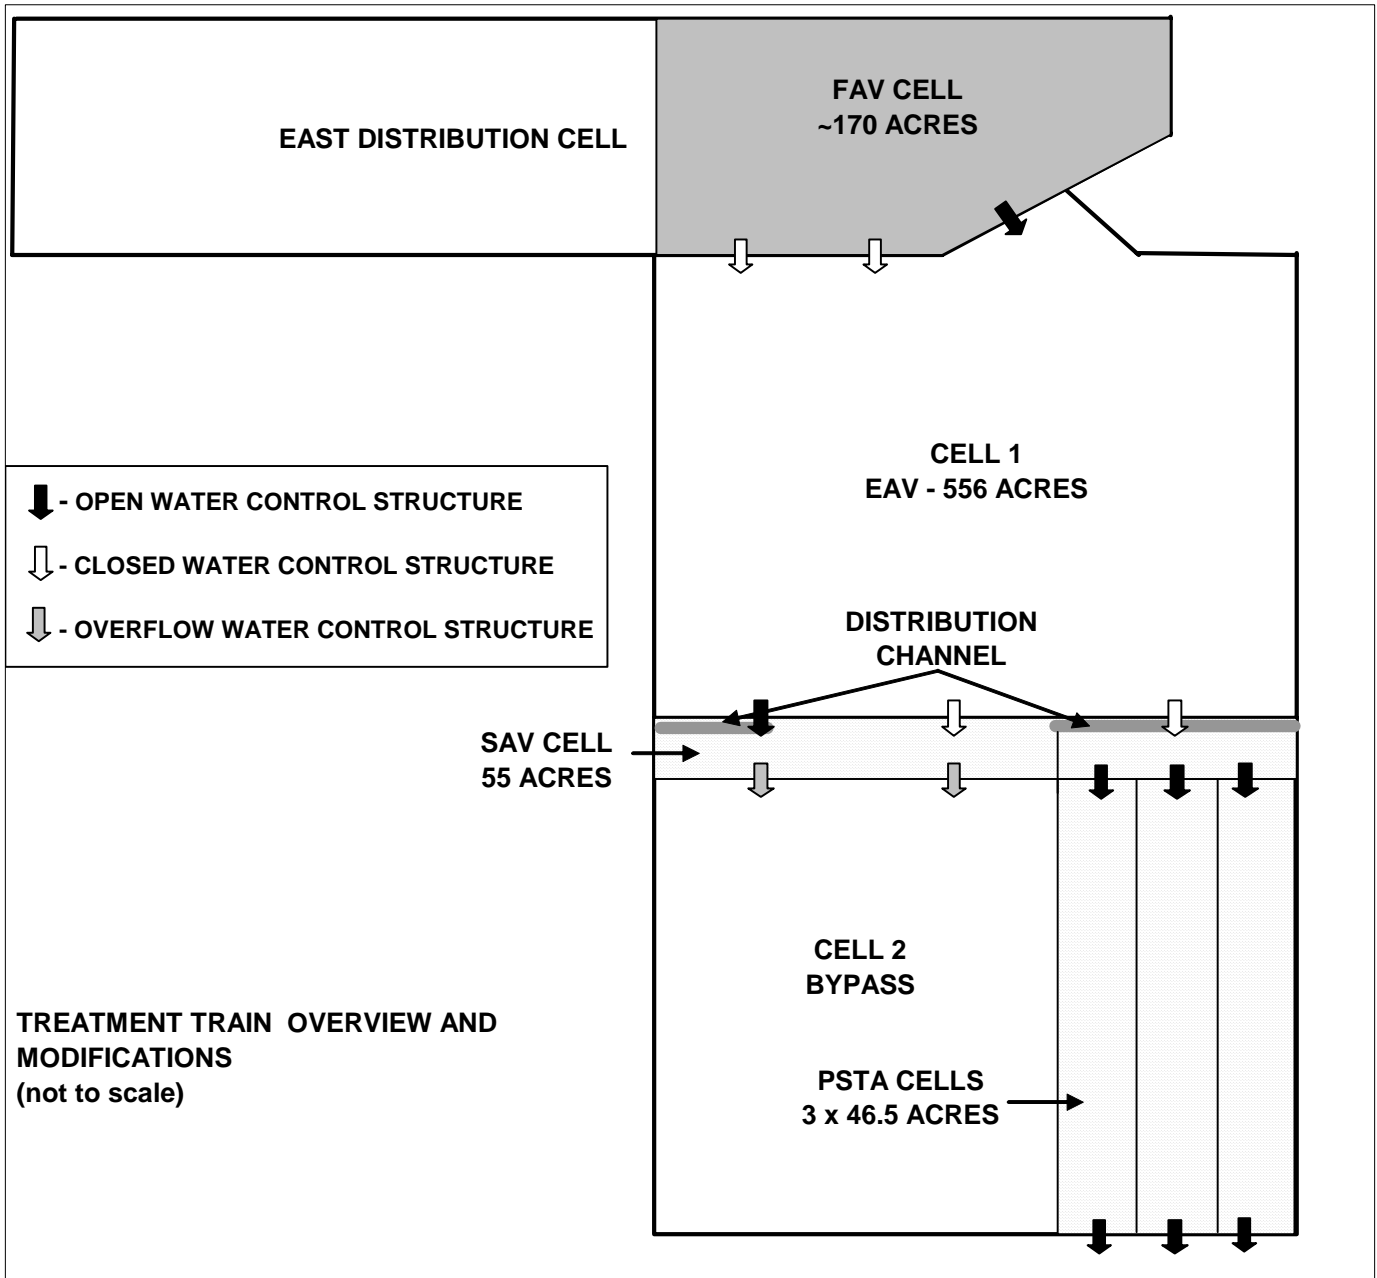 FAV CELL
~170 ACRES
EAST DISTRIBUTION CELL
CELL 1
EAV - 556 ACRES
- OPEN WATER CONTROL STRUCTURE
- CLOSED WATER CONTROL STRUCTURE
- OVERFLOW WATER CONTROL STRUCTURE
DISTRIBUTION
CHANNEL
SAV CELL
55 ACRES
CELL 2
BYPASS
TREATMENT TRAIN OVERVIEW AND
MODIFICATIONS
(not to scale)
PSTA CELLS
3 x 46.5 ACRES